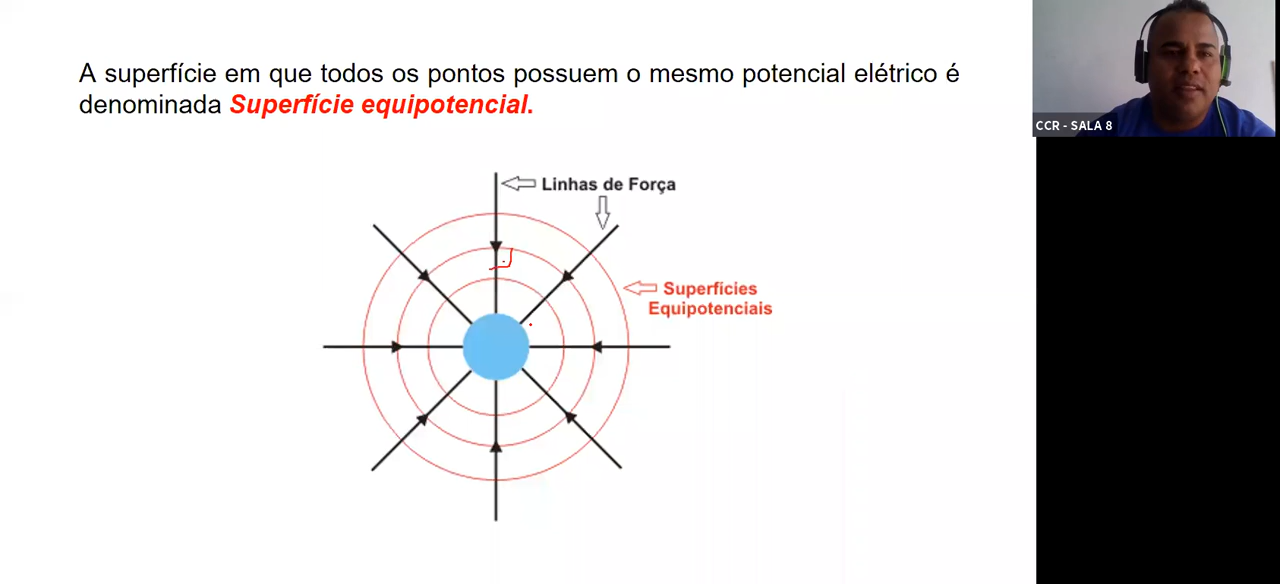 A superfície em que todos os pontos possuem o mesmo potencial elétrico é
denominada Superfície equipotencial.
CCR - SALA 8
Linhas de Força
Superfícies
Equipotenciais